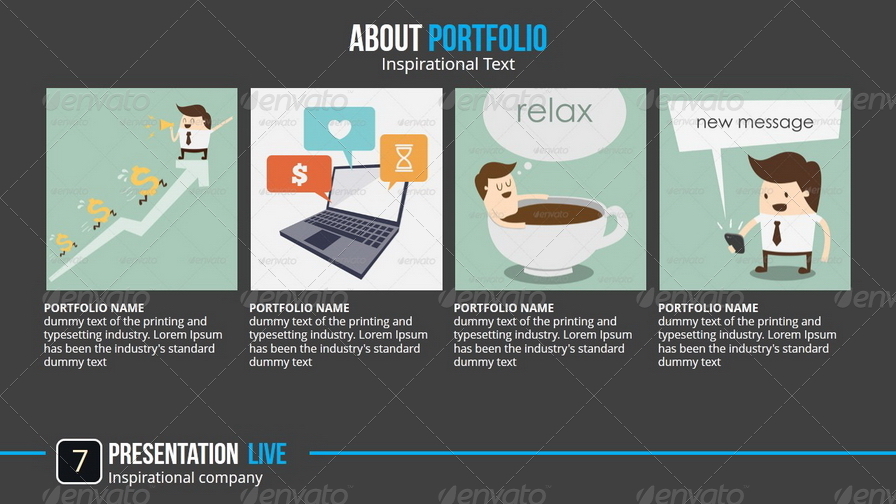 ABOUT PORTFOLIO
Inspirational Text
relax
new message
$
PORTFOLIO NAME
dummy text of the printing and
typesetting industry. Lorem Ipsum
has been the industry's standard
dummy text
PORTFOLIO NAME
dummy text of the printing and
typesetting industry. Lorem Ipsum
has been the industry's standard
dummy text
PORTFOLIO NAME
dummy text of the printing and
typesetting industry. Lorem Ipsum
has been the industry's standard
dummy text
PORTFOLIO NAME
dummy text of the printing and
typesetting industry. Lorem Ipsum
has been the industry's standard
dummy text
7
PRESENTATION LIVE
Inspirational company
envato